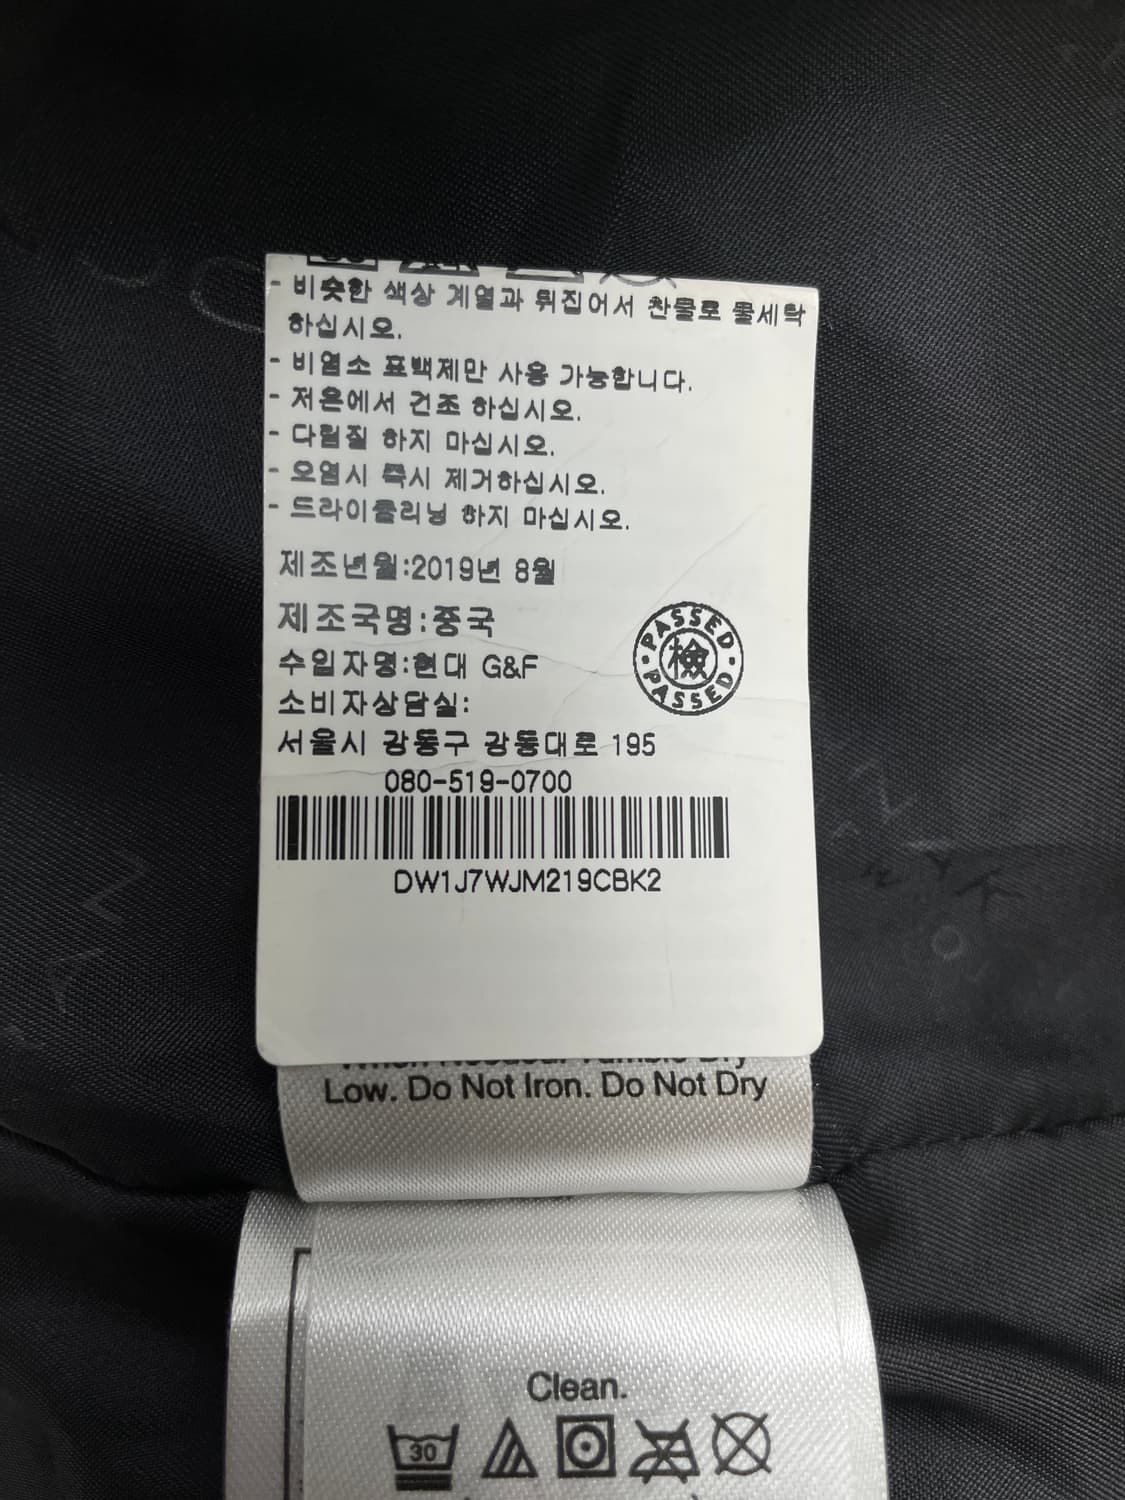 - 비슷한 색상 계열과 뒤집어서 찬물로 물세탁
하십시오.
- 비염소 표백제만 사용 가능합니다.
- 저온에서 건조 하십시오.
- 다림질 하지 마십시오.
- 오염시 즉시 제거하십시오.
- 드라이클리닝 하지 마십시오.
제조년월:2019년 8월
제조국명:중국
수입자명:현대 G&F
소비자상담실:
서울시 강동구 강동대로 195
080-519-0700
PASSED
檢
PASSED
DW1J7WJM219CBK2
Tumble Dry
Low. Do Not Iron. Do Not Dry
Clean.
30